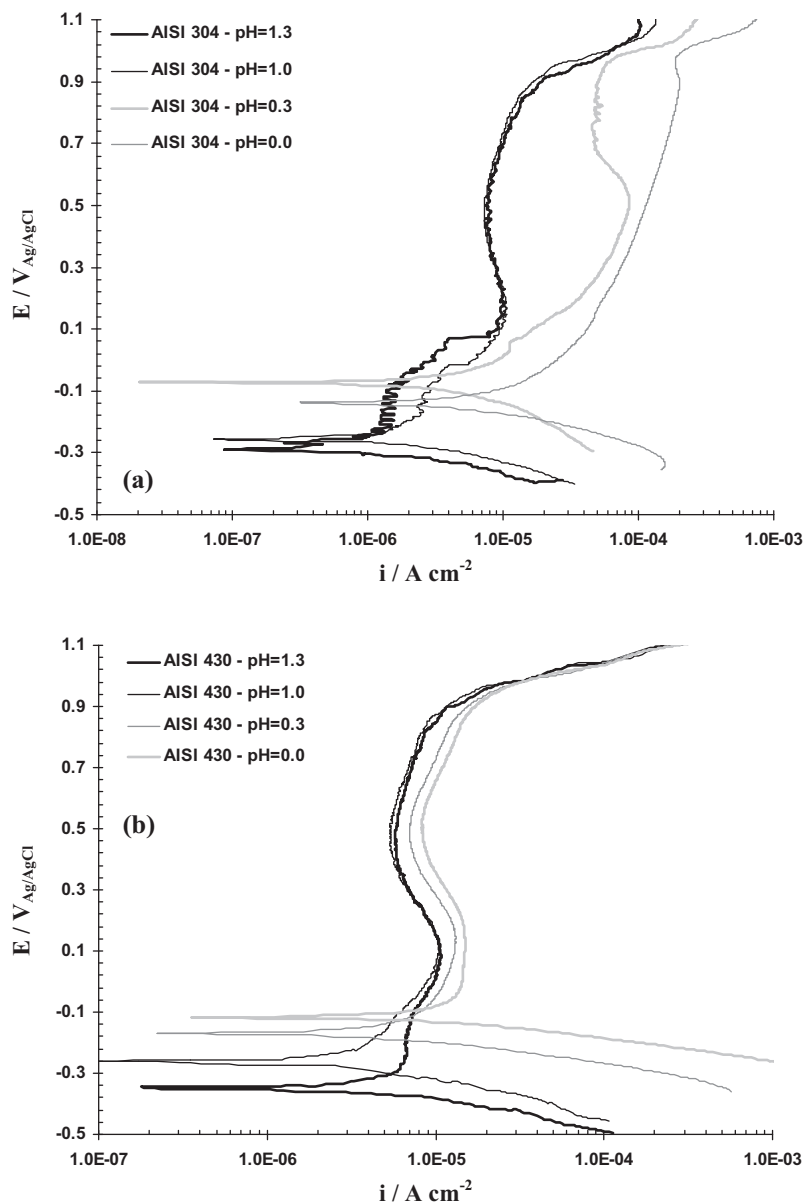 1.1
0.9
0.7
0.5
0.3
0.1
-0.1
-0.3
-0.5
E / V Ag/AgCl
AISI 304 - pH=1.3
AISI 304 - pH=1.0
AISI 304 - pH=0.3
AISI 304 - pH=0.0
(a)
1.0E-08 1.0E-07 1.0E-06 1.0E-05 1.0E-04 1.0E-03
i / A cm-2
1.1
0.9
0.7
0.5
0.3
0.1
-0.1
-0.3
-0.5
E / V Ag/AgCl
AISI 430 - pH=1.3
AISI 430 - pH=1.0
AISI 430 - pH=0.3
AISI 430 - pH=0.0
(b)
1.0E-07 1.0E-06 1.0E-05 1.0E-04 1.0E-03
i / A cm-2